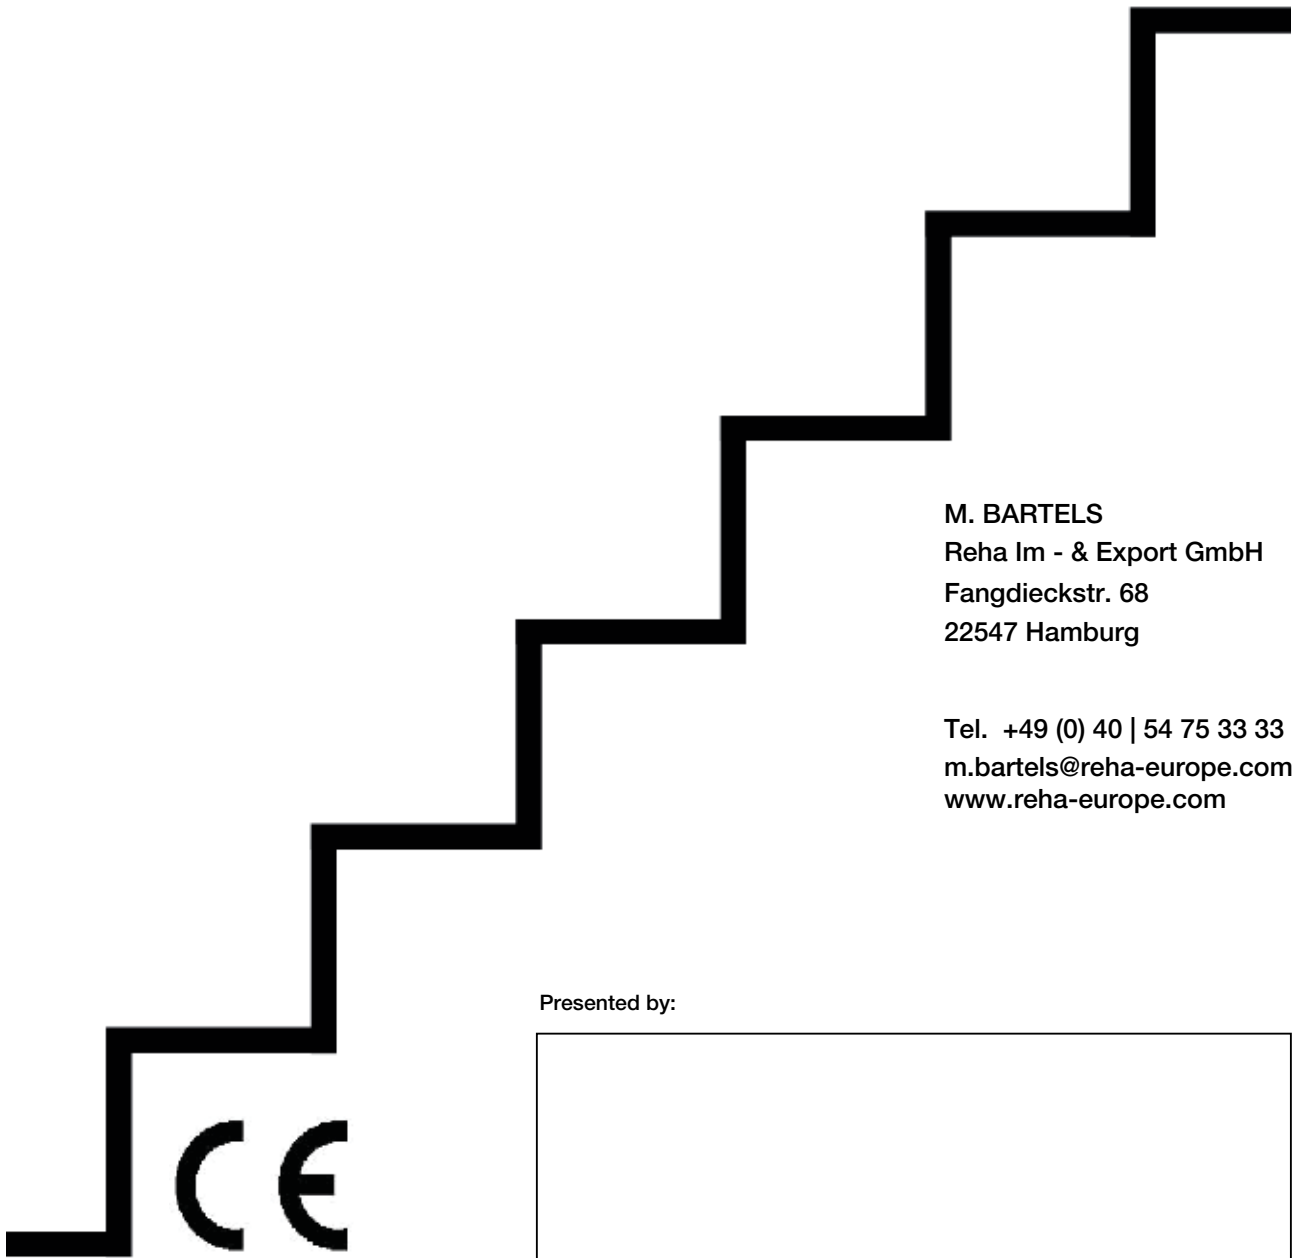 M. BARTELS
Reha Im - & Export GmbH
Fangdieckstr. 68
22547 Hamburg
Tel. +49 (0) 40 | 54 75 33 33
m.bartels@reha-europe.com
www.reha-europe.com
Presented by:
CE